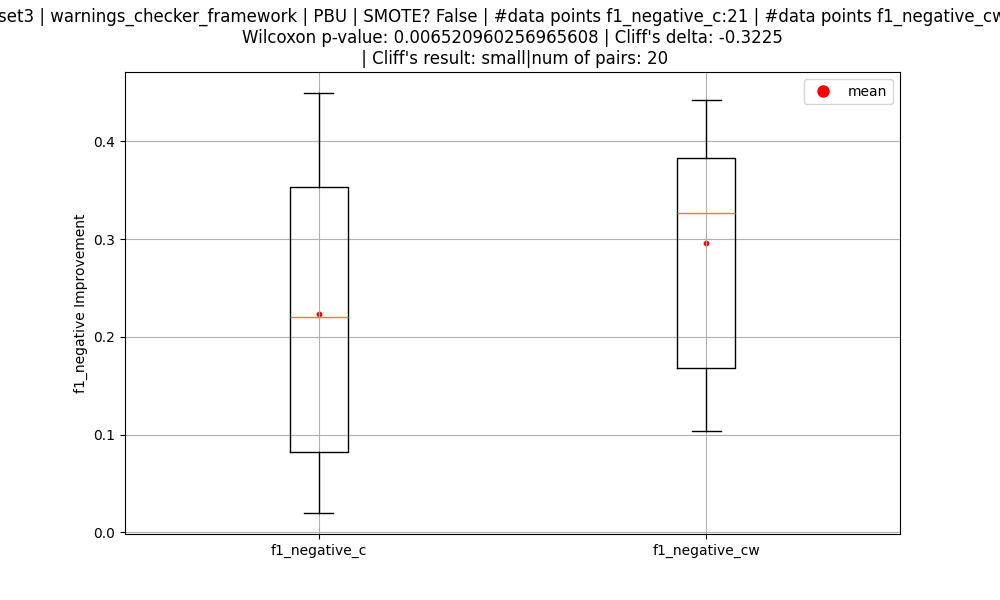 set3 | warnings_checker_framework | PBU | SMOTE? False | #data points f1_negative_c:21 | #data points f1_negative_cw
Wilcoxon p-value: 0.006520960256965608 | Cliff's delta: -0.3225
| Cliff's result: small|num of pairs: 20
mean
0.4
0.3
0.2
0.1
0.0
f1_negative Improvement
f1_negative_c
f1_negative_cw